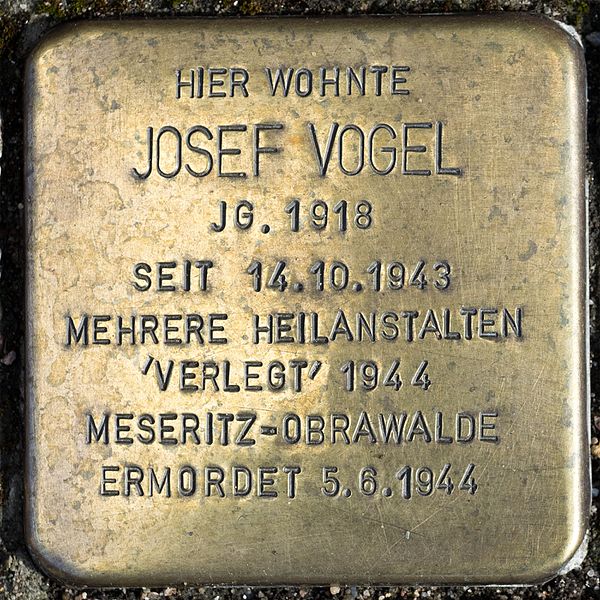 HIER WOHNTE
JOSEF VOGEL
JG. 1918
SEIT 14.10.1943
MEHRERE HEILANSTALTEN
'VERLEGT' 1944
MESERITZ-OBRAWALDE
ERMORDET 5.6.1944